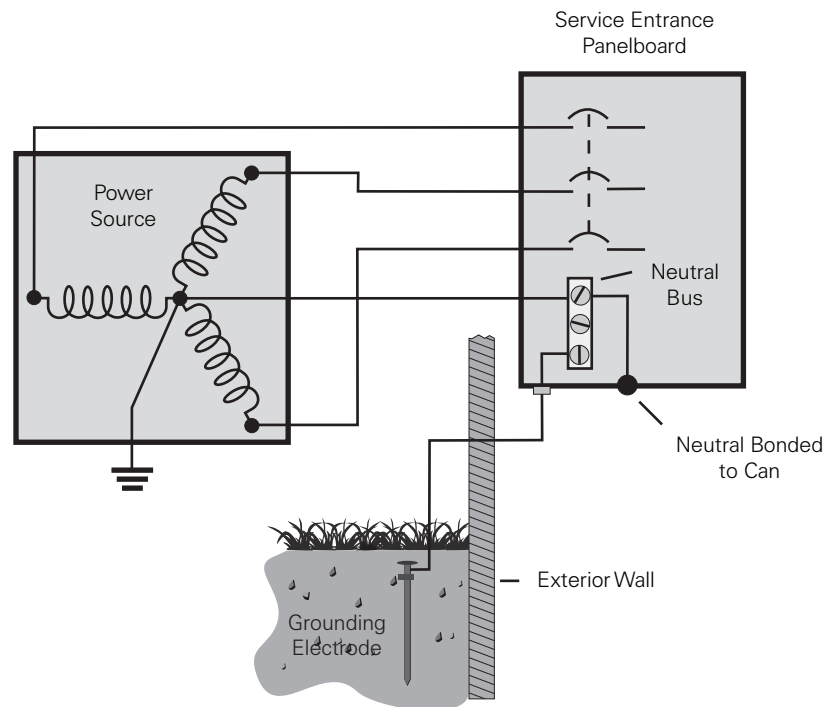 Service Entrance
Panelboard
Power
Source
Neutral
Bus
Neutral Bonded
to Can
Exterior Wall
Grounding
Electrode